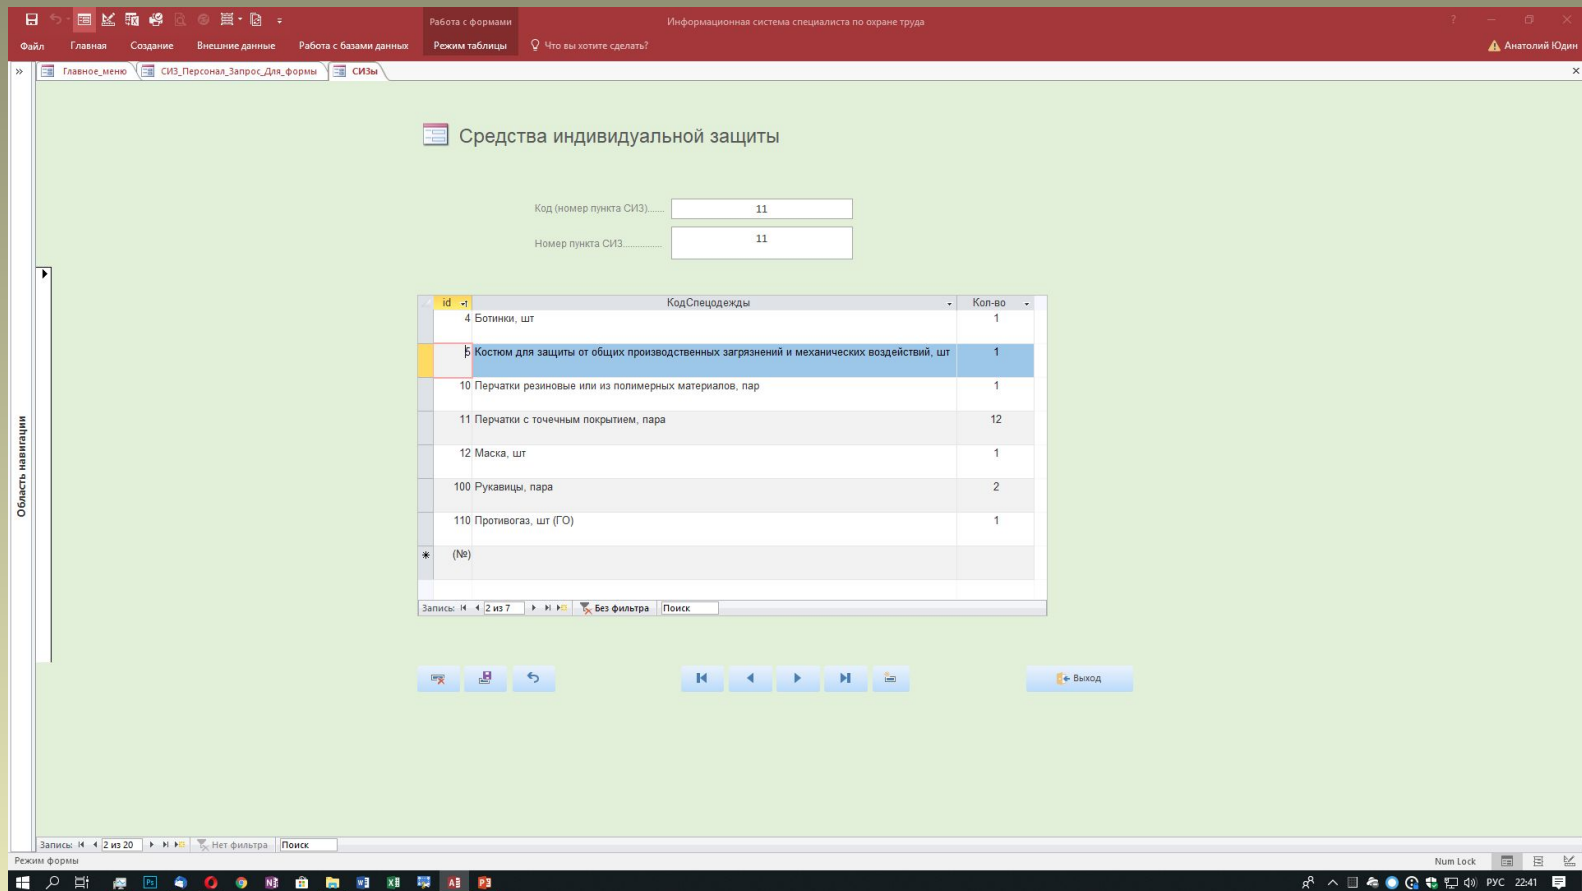 Работа с формами
Информационная система специалиста по охране труда
?
Файл Главная Создание Внешние данные Работа с базами данных Режим таблицы Что вы хотите сделать? Анатолий Юдин
» Главное_меню СИЗ_Персонал_Запрос_Для_формы СИЗы
Средства индивидуальной защиты
Код (номер пункта СИЗ)...... 11
Номер пункта СИЗ............... 11
id КодСпецодежды Кол-во
4 Ботинки, шт 1
5 Костюм для защиты от общих производственных загрязнений и механических воздействий, шт 1
10 Перчатки резиновые или из полимерных материалов, пар 1
11 Перчатки с точечным покрытием, пара 12
12 Маска, шт 1
100 Рукавицы, пара 2
110 Противогаз, шт (ГО) 1
(№)
Запись: 2 из 7 Без фильтра Поиск
Область навигации
Выход
Запись: 2 из 20 Нет фильтра Поиск
Режим формы Num Lock
РУС 22:41